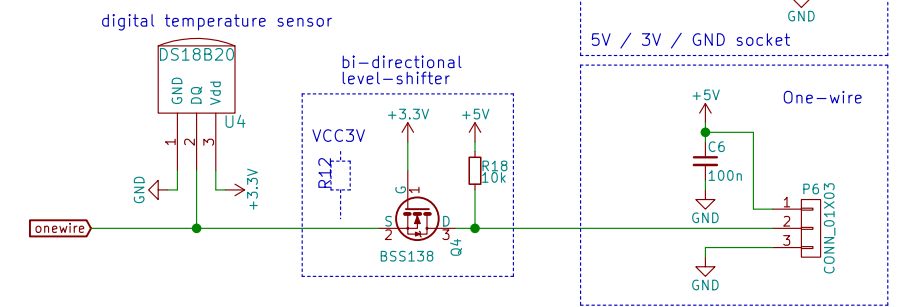 GND
5V / 3V / GND socket
digital temperature sensor
DS18B20
GND
DQ
Vdd
U4
1
2
3
GND
+3.3V
onewire
bi-directional
level-shifter
VCC3V
R12
+3.3V
+5V
R18
10k
G
1
S
2
D
3
Q4
BSS138
One-wire
+5V
C6
100n
GND
P6
1
2
3
CONN_01X03
GND